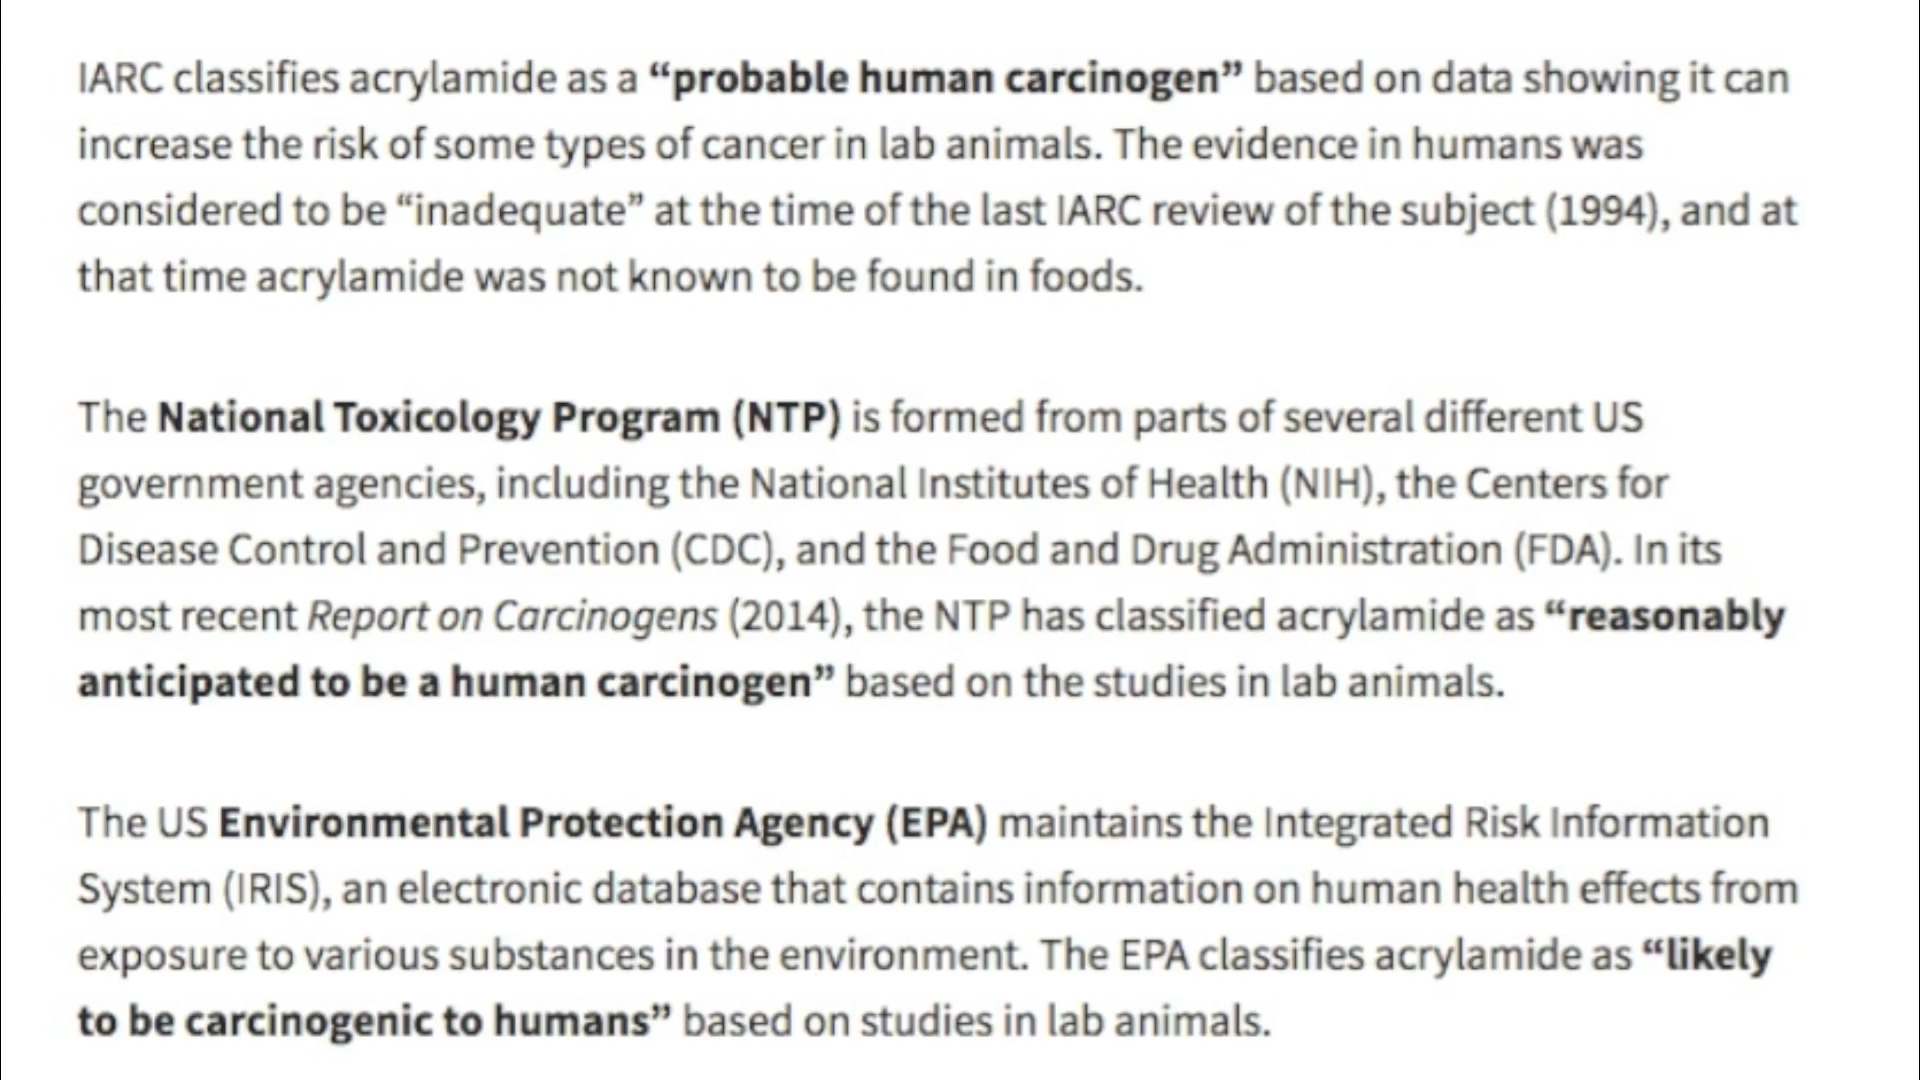 IARC classifies acrylamide as a “probable human carcinogen” based on data showing it can
increase the risk of some types of cancer in lab animals. The evidence in humans was
considered to be “inadequate” at the time of the last IARC review of the subject (1994), and at
that time acrylamide was not known to be found in foods.
The National Toxicology Program (NTP) is formed from parts of several different US
government agencies, including the National Institutes of Health (NIH), the Centers for
Disease Control and Prevention (CDC), and the Food and Drug Administration (FDA). In its
most recent Report on Carcinogens (2014), the NTP has classified acrylamide as “reasonably
anticipated to be a human carcinogen” based on the studies in lab animals.
The US Environmental Protection Agency (EPA) maintains the Integrated Risk Information
System (IRIS), an electronic database that contains information on human health effects from
exposure to various substances in the environment. The EPA classifies acrylamide as “likely
to be carcinogenic to humans” based on studies in lab animals.